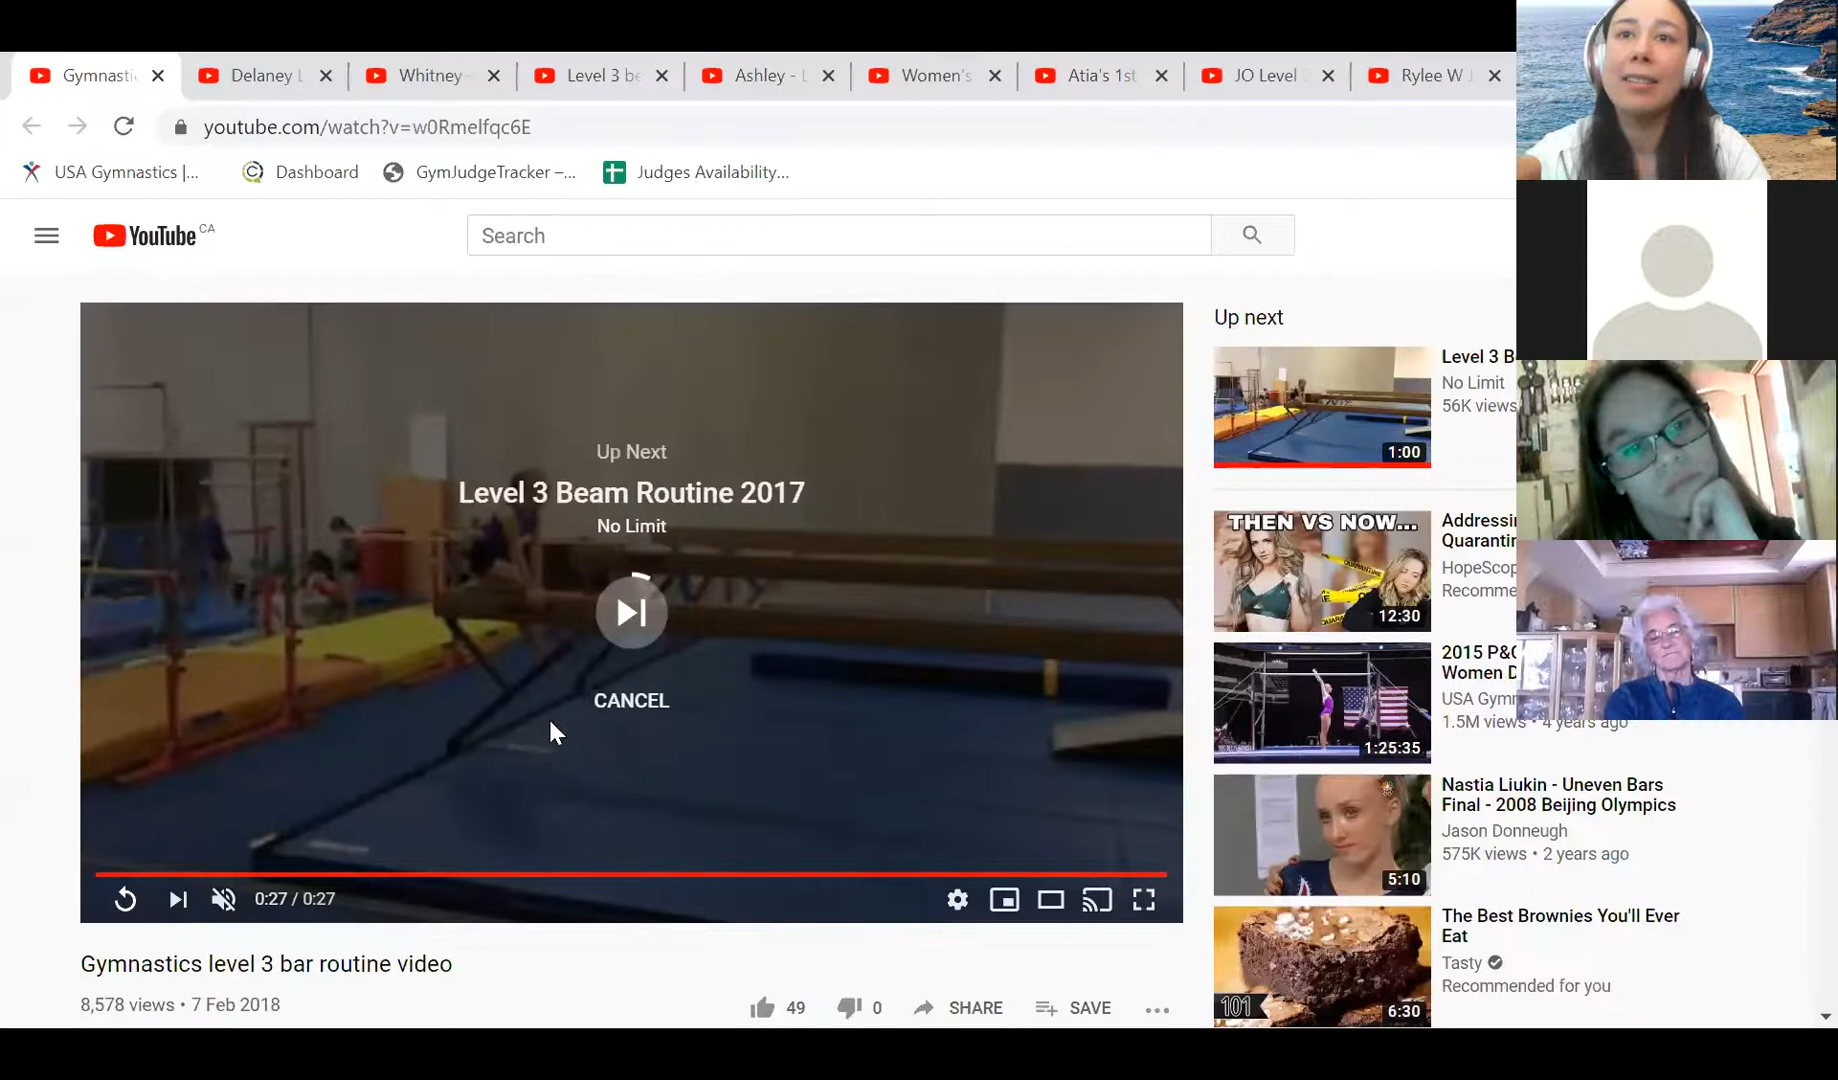 Gymnasti
Delaney L
Whitney -
Level 3 be
Ashley - L
Women's
Atia's 1st
JO Level
Rylee W J
youtube.com/watch?v=w0Rmelfqc6E
USA Gymnastics |...
Dashboard
GymJudgeTracker –...
Judges Availability...
YouTube CA
Search
Up Next
Level 3 Beam Routine 2017
No Limit
CANCEL
0:27 / 0:27
Gymnastics level 3 bar routine video
8,578 views • 7 Feb 2018
49
0
SHARE
SAVE
Up next
1:00
Level 3 B
No Limit
56K views
THEN VS NOW...
12:30
Addressi
Quarantin
HopeScop
Recomme
1:25:35
2015 P&G
Women D
USA Gymn
1.5M views • 4 years ago
5:10
Nastia Liukin - Uneven Bars
Final - 2008 Beijing Olympics
Jason Donneugh
575K views • 2 years ago
101
6:30
The Best Brownies You'll Ever
Eat
Tasty
Recommended for you